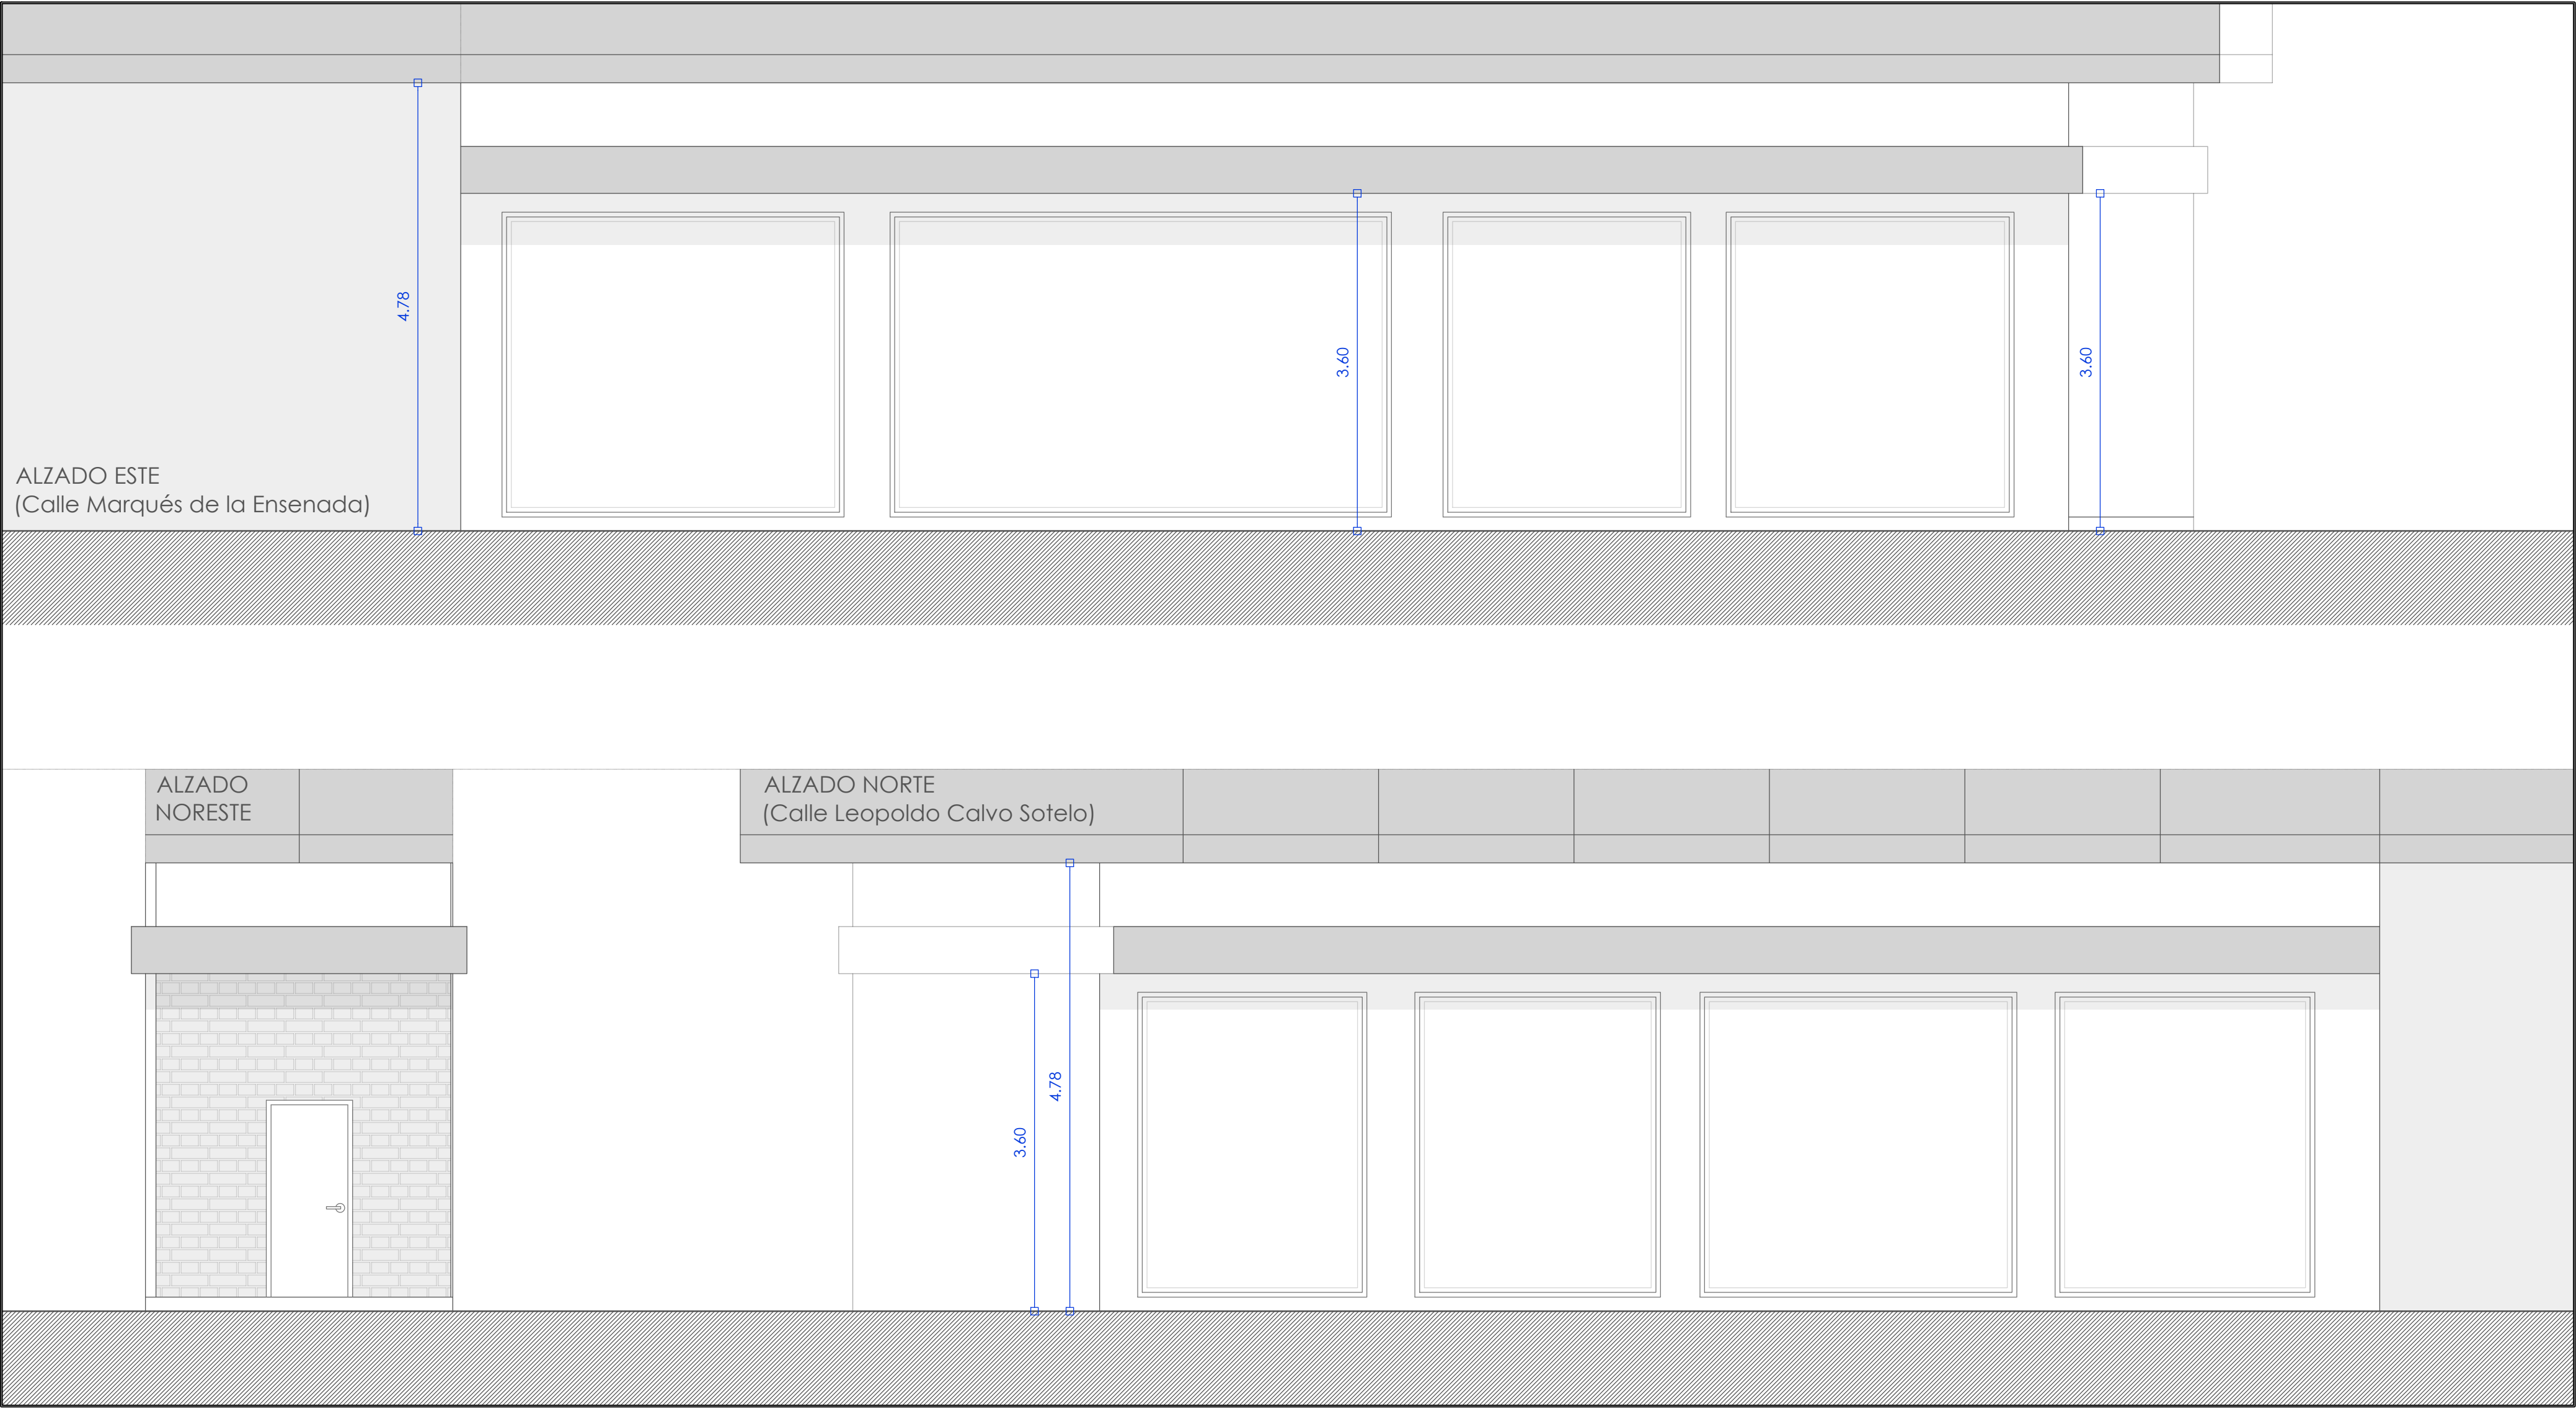 4.78
3.60
3.60
ALZADO ESTE
(Calle Marqués de la Ensenada)
ALZADO
NORESTE
ALZADO NORTE
(Calle Leopoldo Calvo Sotelo)
4.78
3.60